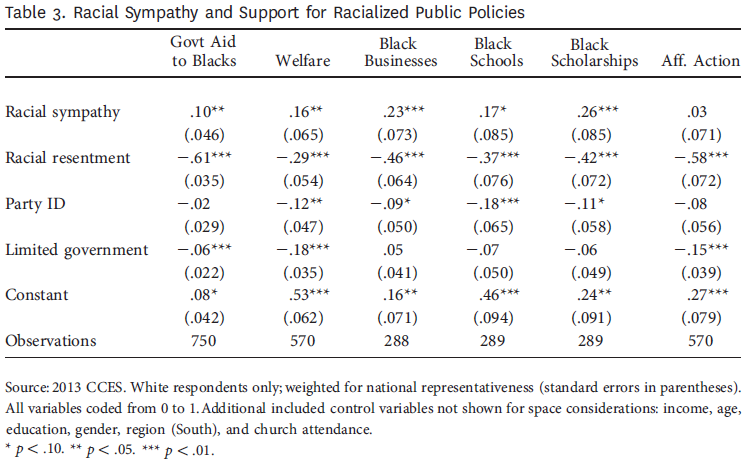 Table 3. Racial Sympathy and Support for Racialized Public Policies
Govt Aid to Blacks Welfare Black Businesses Black Schools Black Scholarships Aff. Action
Racial sympathy .10** .16** .23*** .17* .26*** .03
(.046) (.065) (.073) (.085) (.085) (.071)
Racial resentment −.61*** −.29*** −.46*** −.37*** −.42*** −.58***
(.035) (.054) (.064) (.076) (.072) (.072)
Party ID −.02 −.12** −.09* −.18*** −.11* −.08
(.029) (.047) (.050) (.065) (.058) (.056)
Limited government −.06*** −.18*** .05 −.07 −.06 −.15***
(.022) (.035) (.041) (.050) (.049) (.039)
Constant .08* .53*** .16** .46*** .24** .27***
(.042) (.062) (.071) (.094) (.091) (.079)
Observations 750 570 288 289 289 570
Source: 2013 CCES. White respondents only; weighted for national representativeness (standard errors in parentheses).
All variables coded from 0 to 1. Additional included control variables not shown for space considerations: income, age,
education, gender, region (South), and church attendance.
* p < .10. ** p < .05. *** p < .01.